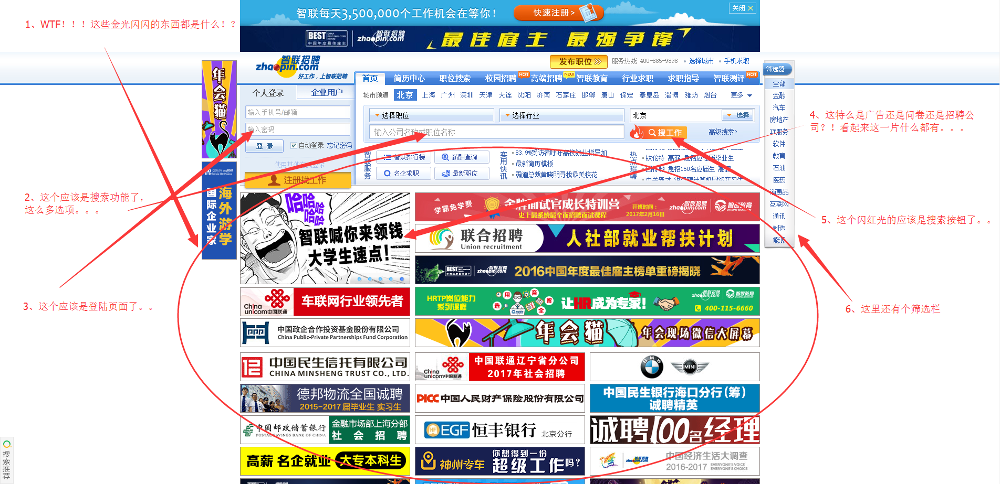 智联每天3,500,000个工作机会在等你！
快速注册>
关闭 ×
1、WTF！！！这些金光闪闪的东西都是什么！？
BEST
中国年度最佳雇主
zhaopin.com 智联招聘
最佳雇主 最强争锋
智联招聘
zhaopin.com
好工作，上智联招聘
发布职位
服务热线 400-885-9898
选择城市
手机求职
首页 简历中心 职位搜索 校园招聘 HOT 高端招聘 NEW 智联教育 行业求职 求职指导 智联测评 HOT
个人登录 企业用户
城市频道 北京 上海 广州 深圳 天津 大连 沈阳 济南 石家庄 邯郸 唐山 保定 秦皇岛 淄博 潍坊 烟台 更多
输入手机号/邮箱
输入密码
登 录 自动登录 忘记密码
使用其他方式登录
注册找工作
选择职位 选择行业 北京 选择
输入公司名称或职位名称 搜工作 高级搜索>
智联服务
智联排行榜 薪酬查询
名企求职 最新职位
实用快讯
83.9%受访者呼吁高校就业指导加
最新简历模板
霸道总裁黄晓明寻找最美校花
热点招聘
钛伦特 高薪 急招应往届毕业生
急招150名应届生 高薪
年会猫
引海外
海外游学
国际企业家
筛选器
全部
金融
汽车
房地产
IT服务
软件
教育
石油
医药
消费品
互联网
通讯
制造
能源
4、这特么是广告还是问卷还是招聘公
司？！看起来这一片什么都有。。。
2、这个应该是搜索功能了，
这么多选项。。。
5、这个闪红光的应该是搜索按钮了。。
3、这个应该是登陆页面了。。
6、这里还有个筛选栏
哈哈
哈哈
智联喊你来领钱
大学生速点！
学霸免学费
金牌面试官成长特训营
史上最系统最全面招聘面试课程
开班时间：
2017年2月16日
zhaopin.com 智联招聘
智联教育
联合招聘
Union recruitment
人社部就业帮扶计划
BEST
中国年度最佳雇主
zhaopin.com 智联招聘
2016中国年度最佳雇主榜单重磅揭晓
China
unicom中国联通
车联网行业领先者
HRTP岗位能力
系列课程
选 用 育 留 全
让HR成为专家！
zhaopin.com 智联招聘
智联教育
400-115-6660
中国政企合作投资基金股份有限公司
China Public-Private Partnerships Fund Corporation
年会猫
年会现场微信大屏幕
中国民生信托有限公司
CHINA MINSHENG TRUST CO., LTD.
China
unicom中国联通
中国联通辽宁省分公司
2017年社会招聘
BMW
MINI
德邦物流全国诚聘
2015-2017 届毕业生 实习生
PICC 中国人民财产保险股份有限公司
中国民生银行海口分行(筹)
诚聘精英
中国邮政储蓄银行
POSTAL SAVINGS BANK OF CHINA
金融市场部上海分部
社会招聘
HF EGF 恒丰银行 北京分行
诚聘100名经理
高薪 名企就业 大专本科生
神州专车
你想得到一份
超级工作吗?
中国经济生活大调查
2016-2017 EVERYONE'S VOICE
EVERYONE'S CHOICE
搜索推荐